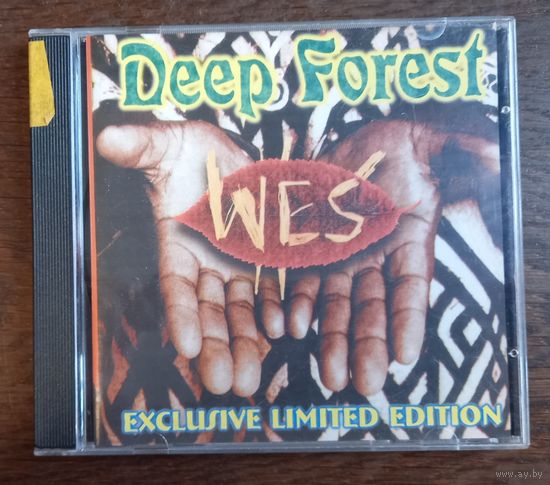 Deep Forest
WES
EXCLUSIVE LIMITED EDITION
www.ay.by